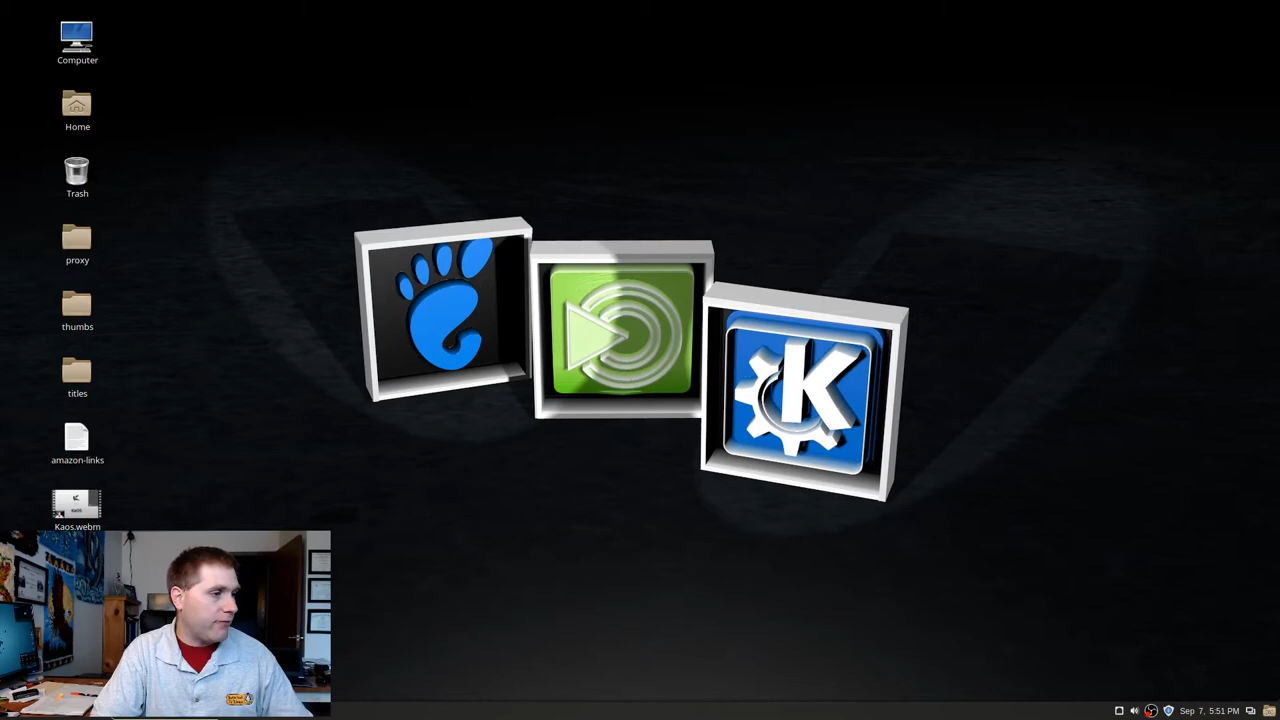 Computer
Home
Trash
proxy
thumbs
titles
amazon-links
Kaos.webm
K
Sep 7, 5:51 PM